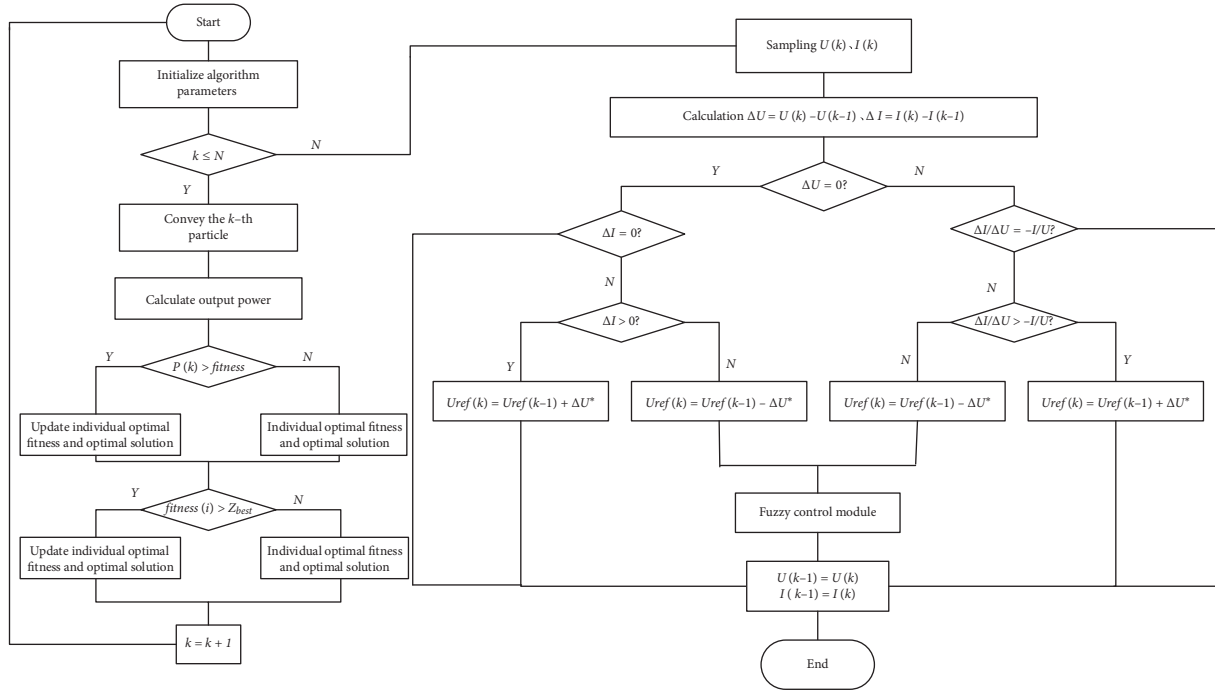 Start
Initialize algorithm
parameters
k ≤ N
N
Y
Convey the k–th
particle
Calculate output power
P (k) > fitness
Y
N
Update individual optimal
fitness and optimal solution
Individual optimal fitness
and optimal solution
fitness (i) > Zbest
Y
N
Update individual optimal
fitness and optimal solution
Individual optimal fitness
and optimal solution
k = k + 1
Sampling U (k) 、I (k)
Calculation ΔU = U (k) –U (k–1) 、Δ I = I (k) –I (k–1)
ΔU = 0?
Y
N
ΔI = 0?
ΔI/ΔU = –I/U?
N
N
ΔI > 0?
ΔI/ΔU > –I/U?
Y
N
N
Y
Uref (k) = Uref (k–1) + ΔU*
Uref (k) = Uref (k–1) – ΔU*
Uref (k) = Uref (k–1) – ΔU*
Uref (k) = Uref (k–1) + ΔU*
Fuzzy control module
U (k–1) = U (k)
I ( k–1) = I (k)
End